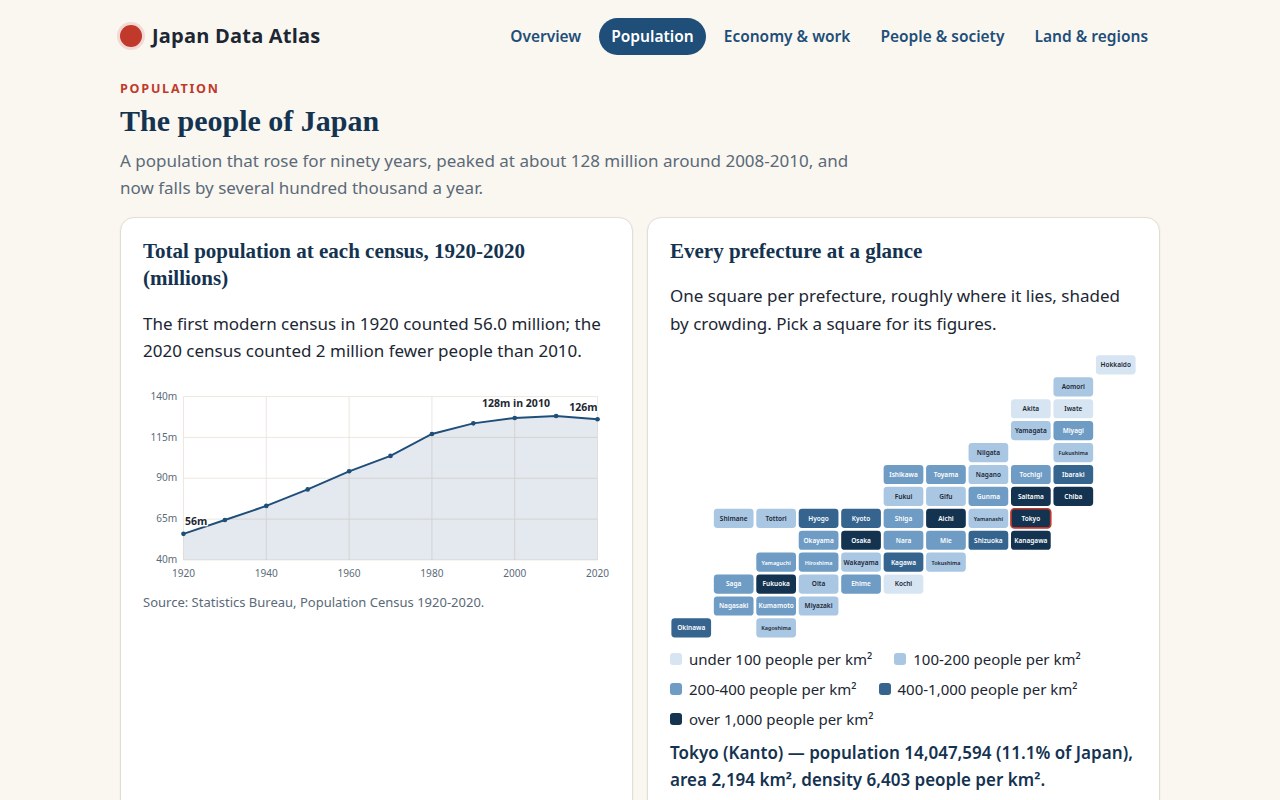 Japan Data Atlas
Overview
Population
Economy & work
People & society
Land & regions
POPULATION
The people of Japan
A population that rose for ninety years, peaked at about 128 million around 2008-2010, and
now falls by several hundred thousand a year.
Total population at each census, 1920-2020
(millions)
The first modern census in 1920 counted 56.0 million; the
2020 census counted 2 million fewer people than 2010.
140m
115m
90m
65m
40m
56m
128m in 2010
126m
1920
1940
1960
1980
2000
2020
Source: Statistics Bureau, Population Census 1920-2020.
Every prefecture at a glance
One square per prefecture, roughly where it lies, shaded
by crowding. Pick a square for its figures.
Hokkaido
Aomori
Akita
Iwate
Yamagata
Miyagi
Niigata
Fukushima
Ishikawa
Toyama
Nagano
Tochigi
Ibaraki
Fukui
Gifu
Gunma
Saitama
Chiba
Shimane
Tottori
Hyogo
Kyoto
Shiga
Aichi
Yamanashi
Tokyo
Okayama
Osaka
Nara
Mie
Shizuoka
Kanagawa
Yamaguchi
Hiroshima
Wakayama
Kagawa
Tokushima
Saga
Fukuoka
Oita
Ehime
Kochi
Nagasaki
Kumamoto
Miyazaki
Okinawa
Kagoshima
under 100 people per km²
100-200 people per km²
200-400 people per km²
400-1,000 people per km²
over 1,000 people per km²
Tokyo (Kanto) — population 14,047,594 (11.1% of Japan),
area 2,194 km², density 6,403 people per km².